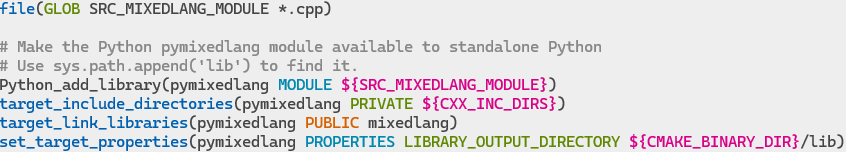 file(GLOB SRC_MIXEDLANG_MODULE *.cpp)
# Make the Python pymixedlang module available to standalone Python
# Use sys.path.append('lib') to find it.
Python_add_library(pymixedlang MODULE ${SRC_MIXEDLANG_MODULE})
target_include_directories(pymixedlang PRIVATE ${CXX_INC_DIRS})
target_link_libraries(pymixedlang PUBLIC mixedlang)
set_target_properties(pymixedlang PROPERTIES LIBRARY_OUTPUT_DIRECTORY ${CMAKE_BINARY_DIR}/lib)